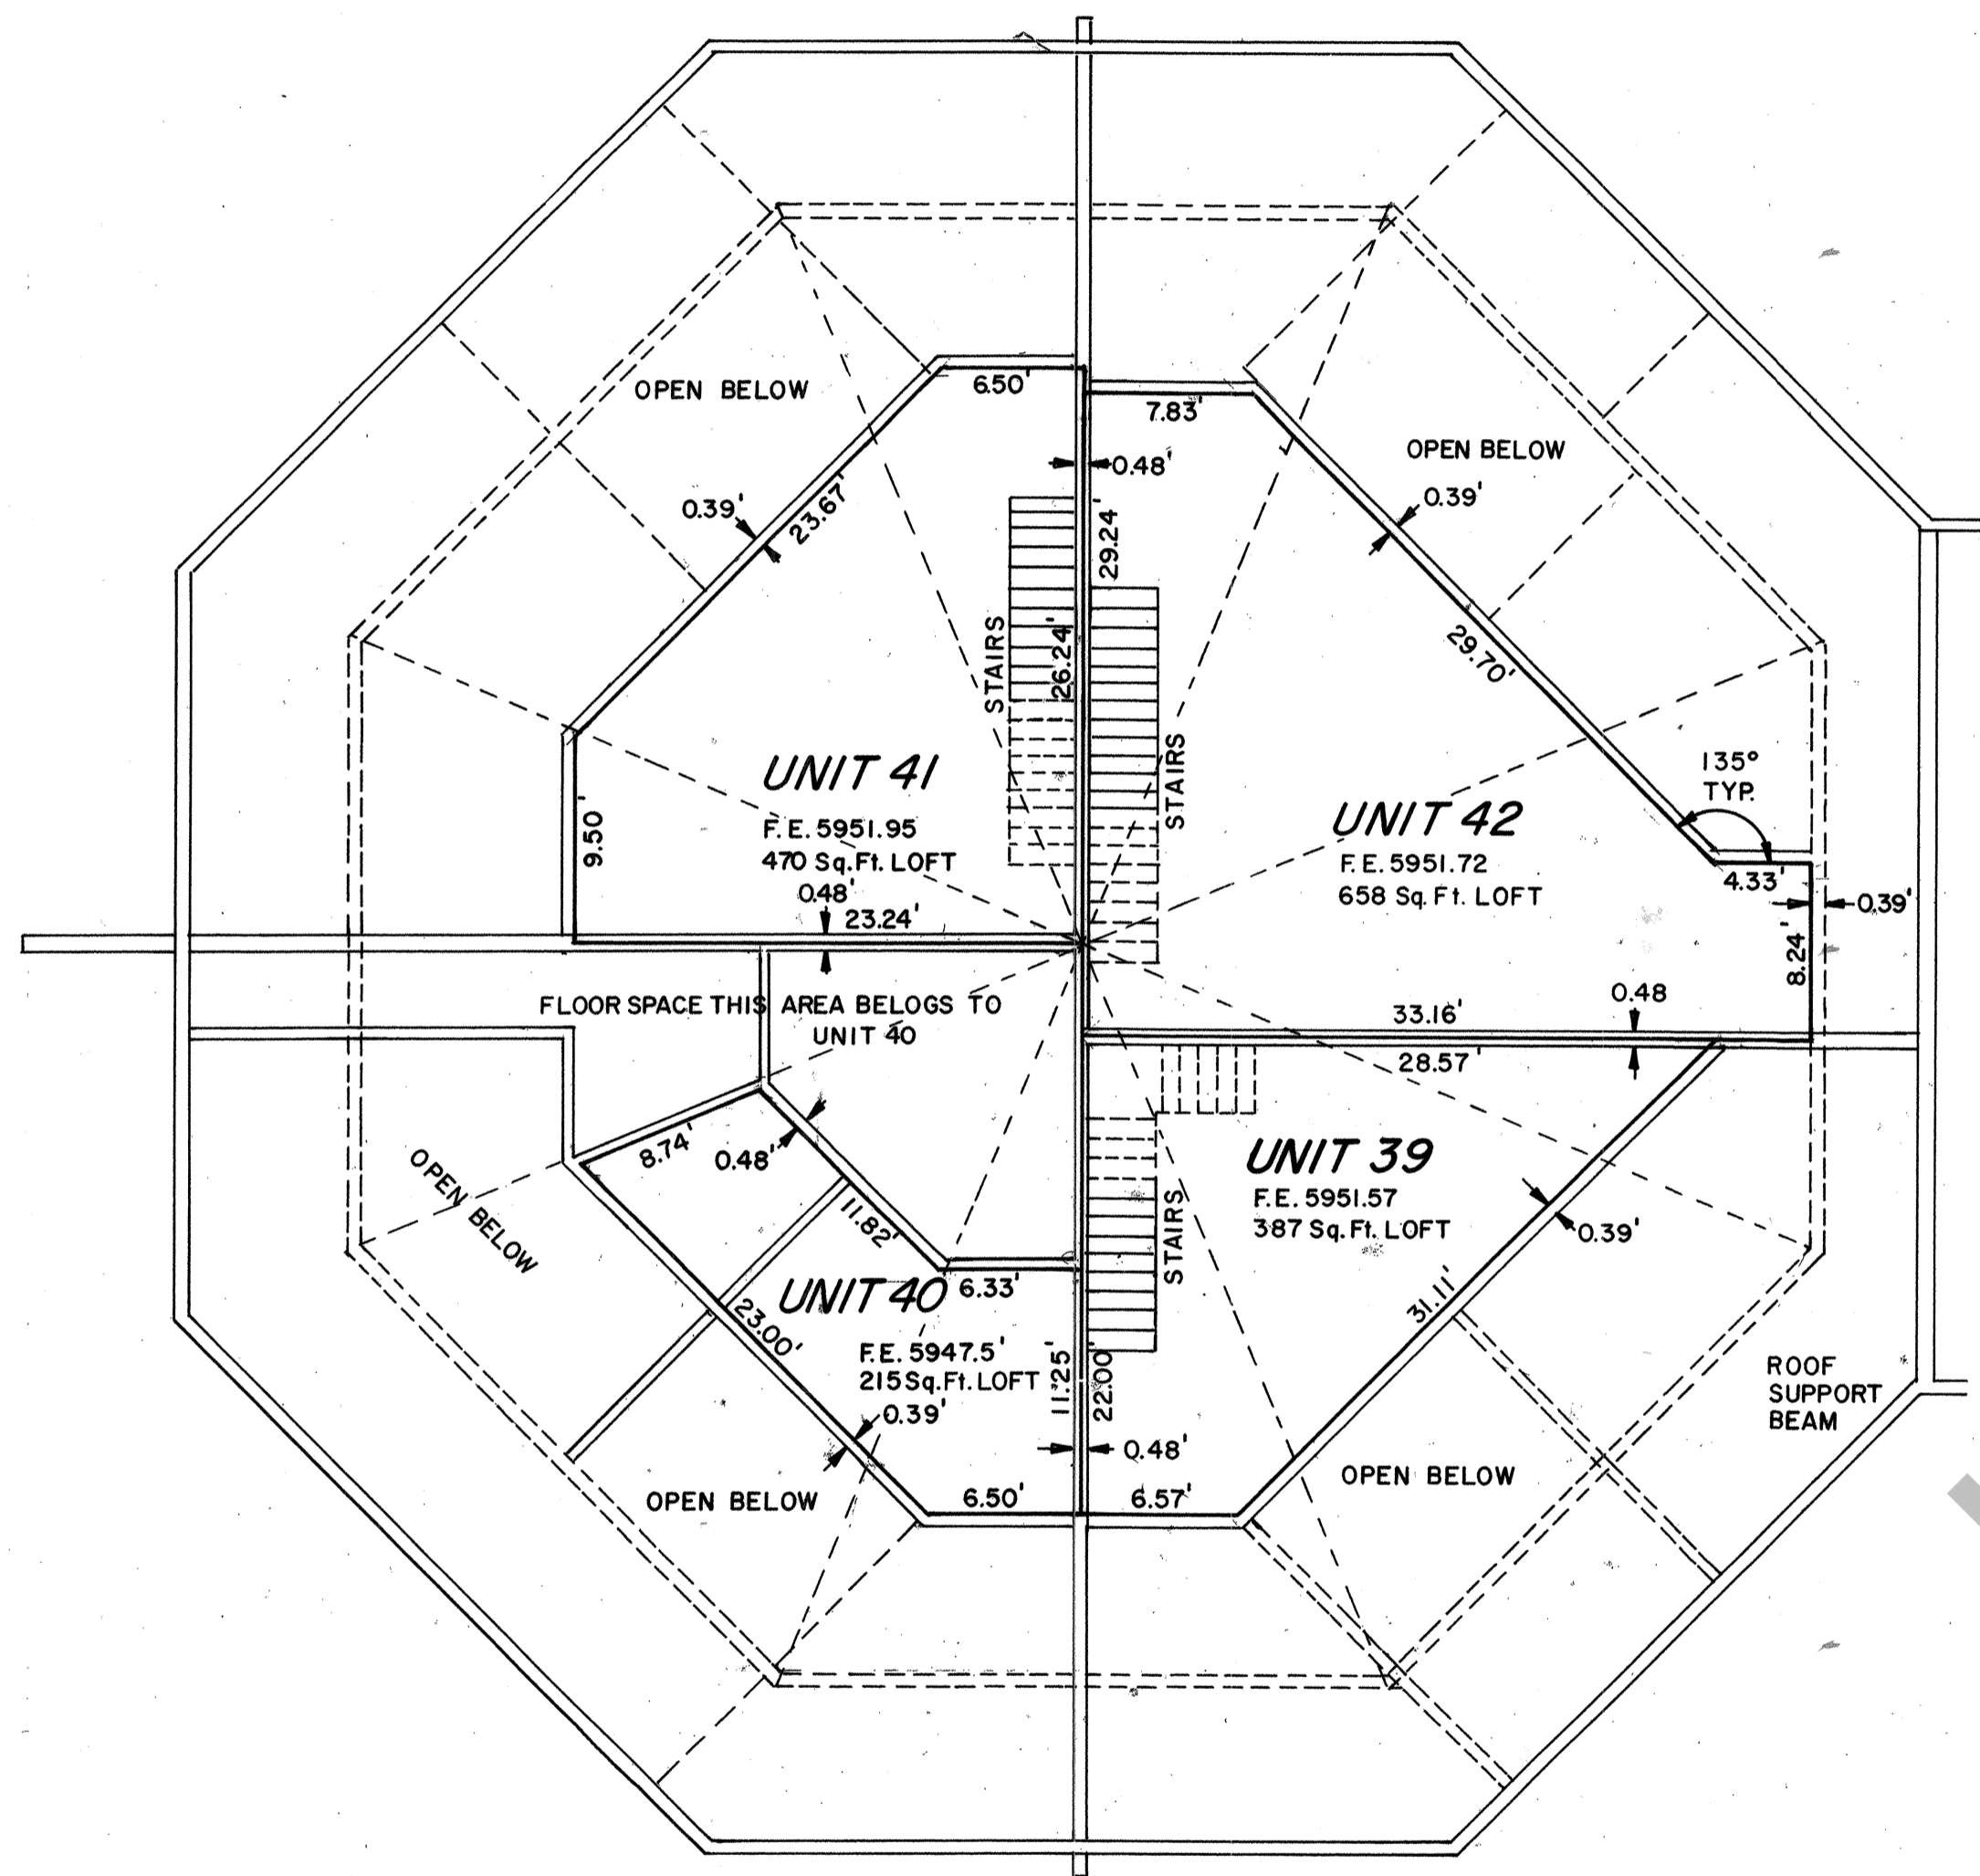 OPEN BELOW
6.50'
7.83'
OPEN BELOW
0.48'
0.39'
23.67'
0.39'
29.24'
STAIRS
26.24'
29.70'
STAIRS
135°
TYP.
UNIT 41
F.E. 5951.95
470 Sq.Ft. LOFT
9.50'
0.48'
23.24'
UNIT 42
F.E. 5951.72
658 Sq. Ft. LOFT
4.33'
0.39'
8.24'
FLOOR SPACE THIS AREA BELOGS TO
UNIT 40
33.16'
0.48
28.57'
OPEN BELOW
8.74'
0.48'
11.82'
6.33'
UNIT 39
F.E. 5951.57
387 Sq. Ft. LOFT
STAIRS
0.39'
31.11'
UNIT 40
23.00'
F.E. 5947.5'
215 Sq.Ft. LOFT
0.39'
11.25'
22.00'
0.48'
ROOF
SUPPORT
BEAM
OPEN BELOW
6.50'
6.57'
OPEN BELOW